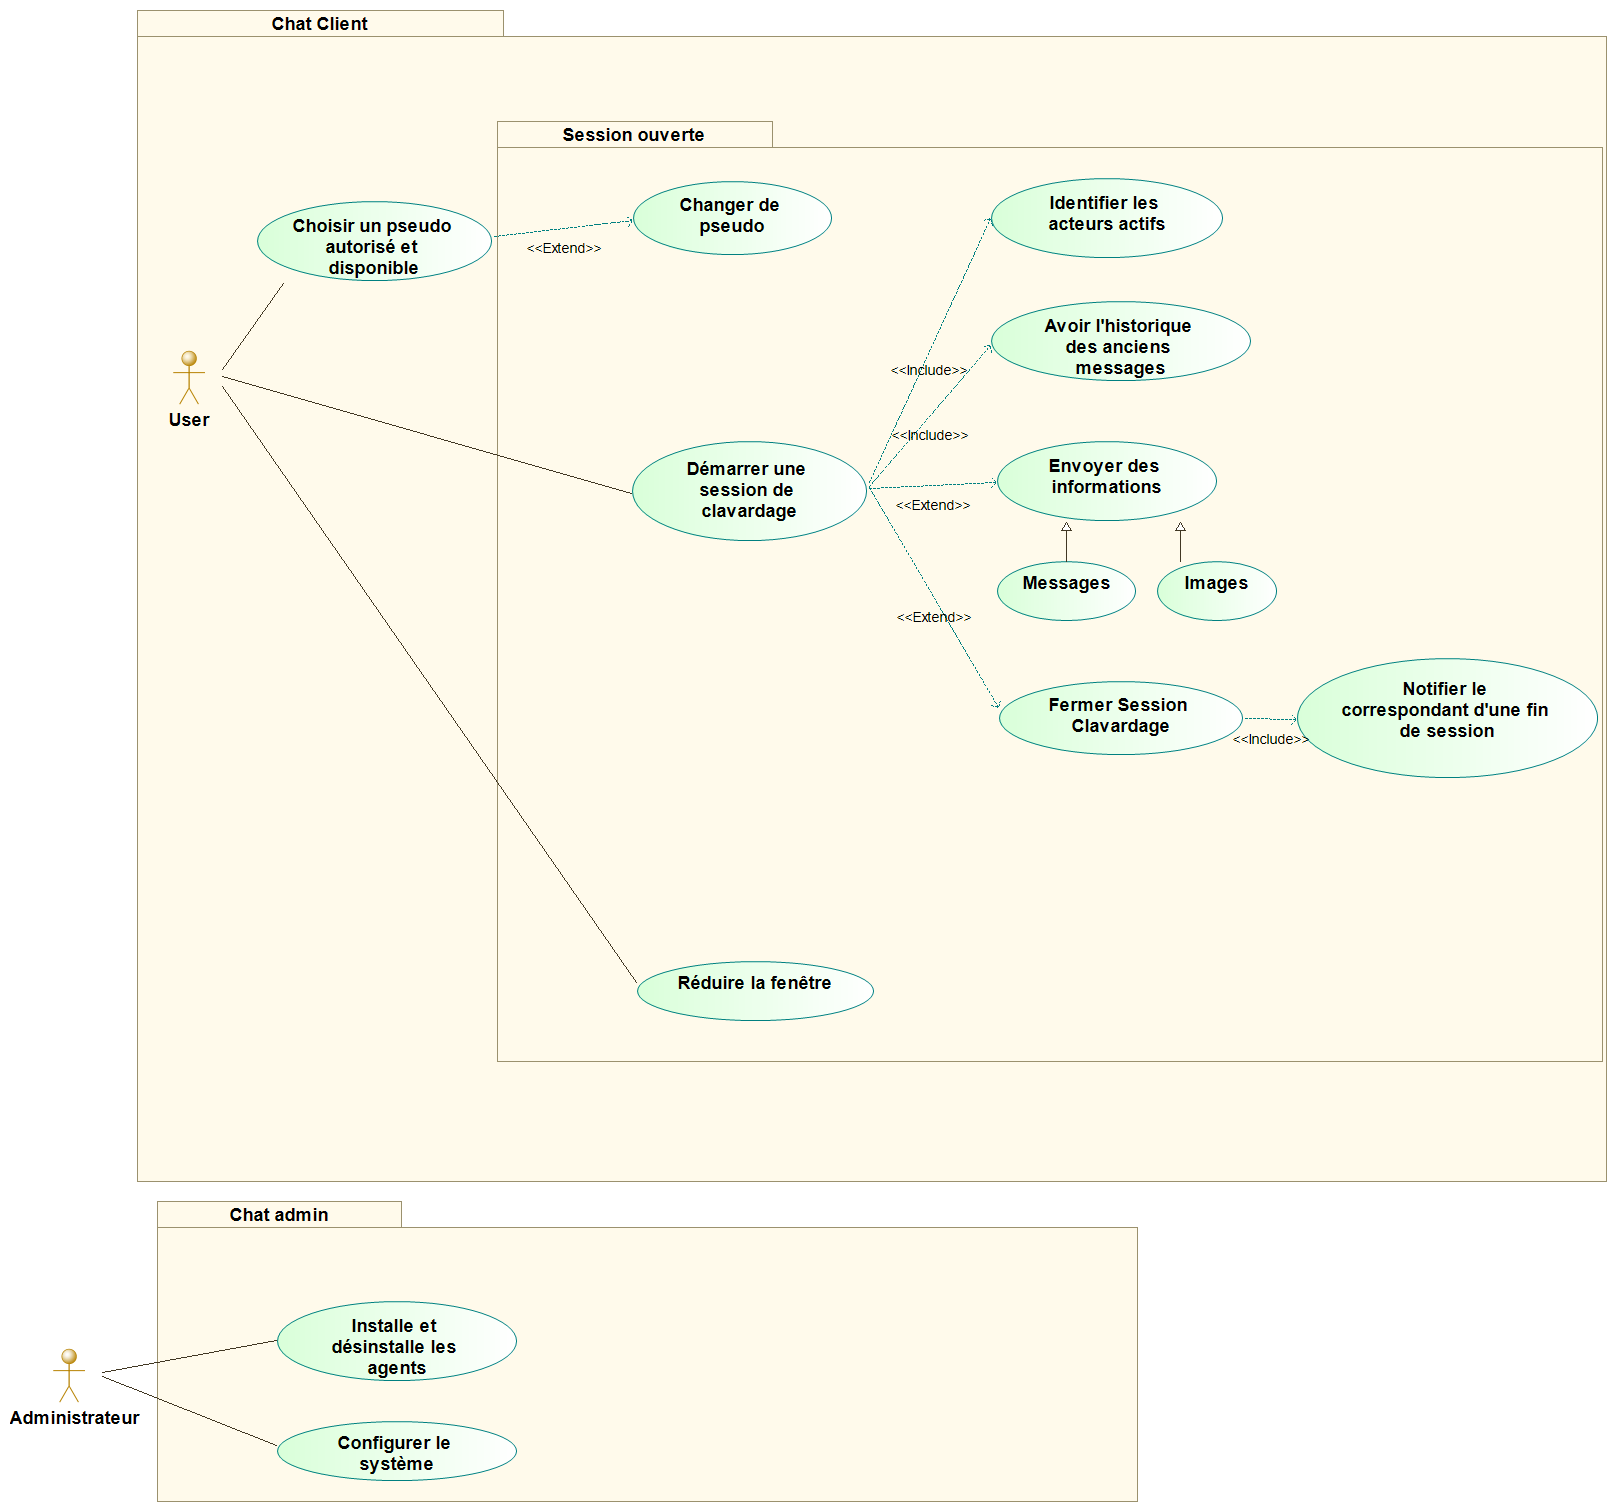 Chat Client
Session ouverte
Choisir un pseudo
autorisé et
disponible
<<Extend>>
Changer de
pseudo
Identifier les
acteurs actifs
Avoir l'historique
des anciens
messages
<<Include>>
<<Include>>
User
Démarrer une
session de
clavardage
Envoyer des
informations
<<Extend>>
Messages
Images
<<Extend>>
Fermer Session
Clavardage
<<Include>>
Notifier le
correspondant d'une fin
de session
Réduire la fenêtre
Chat admin
Installe et
désinstalle les
agents
Administrateur
Configurer le
système